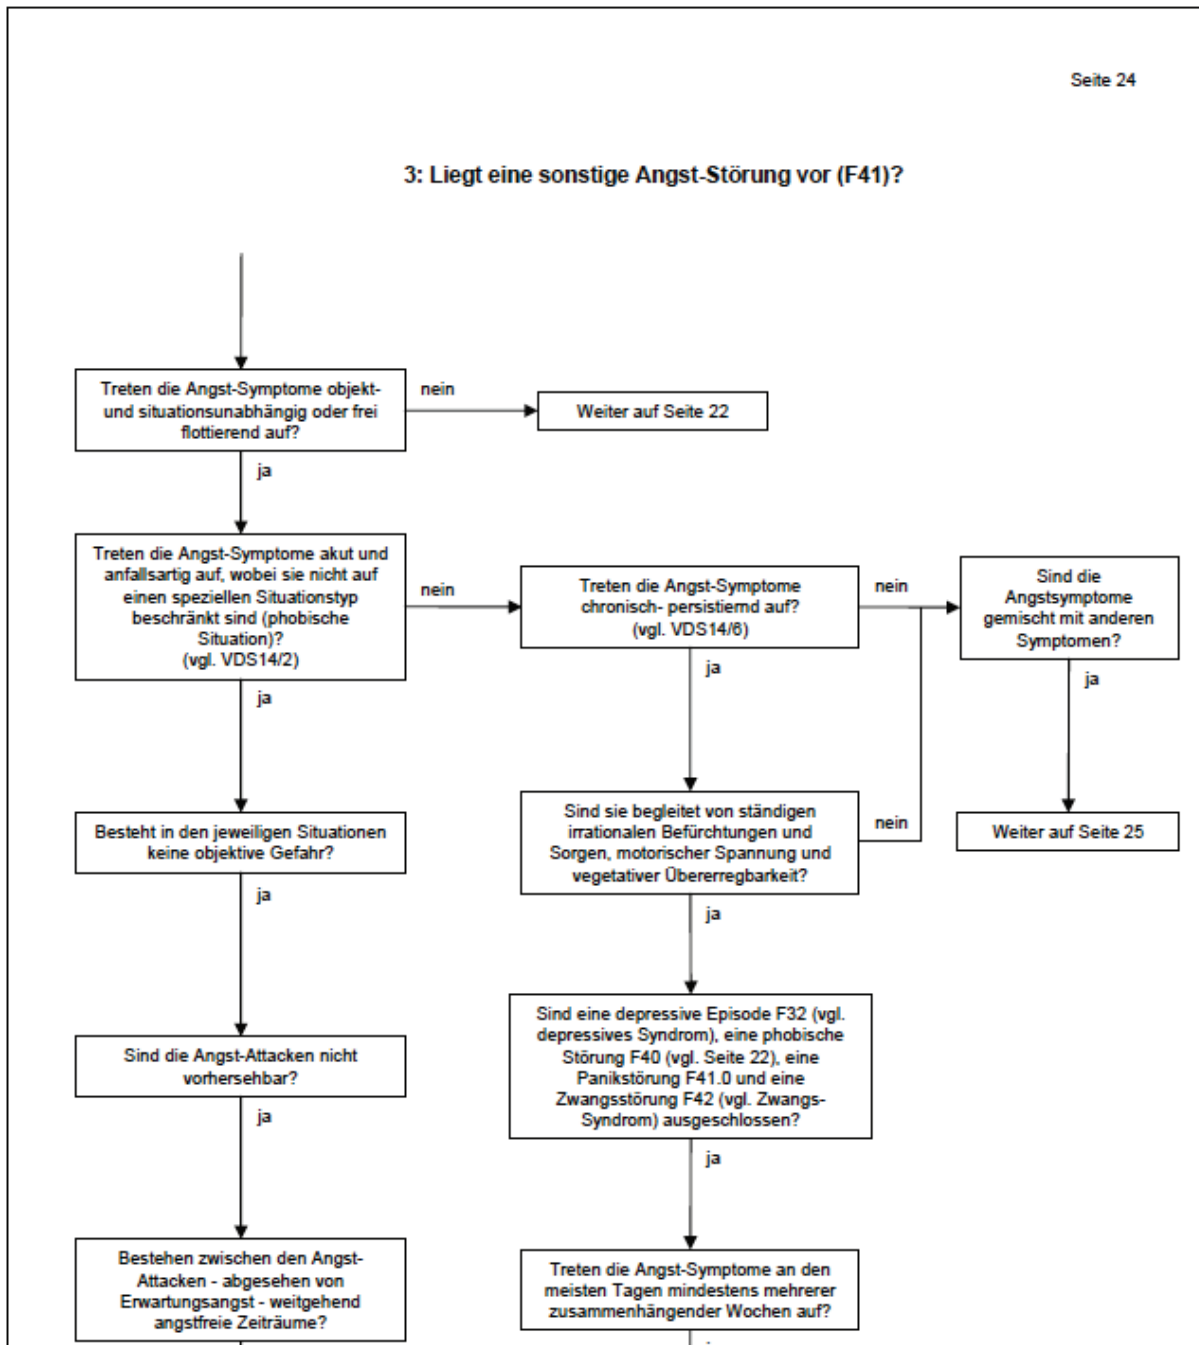 Seite 24
3: Liegt eine sonstige Angst-Störung vor (F41)?
Treten die Angst-Symptome objekt-
und situationsunabhängig oder frei
flottierend auf?
nein
Weiter auf Seite 22
ja
Treten die Angst-Symptome akut und
anfallsartig auf, wobei sie nicht auf
einen speziellen Situationstyp
beschränkt sind (phobische
Situation)?
(vgl. VDS14/2)
nein
Treten die Angst-Symptome
chronisch- persistiernd auf?
(vgl. VDS14/6)
nein
Sind die
Angstsymptome
gemischt mit anderen
Symptomen?
ja
ja
ja
Besteht in den jeweiligen Situationen
keine objektive Gefahr?
Sind sie begleitet von ständigen
irrationalen Befürchtungen und
Sorgen, motorischer Spannung und
vegetativer Übererregbarkeit?
nein
Weiter auf Seite 25
ja
ja
Sind die Angst-Attacken nicht
vorhersehbar?
Sind eine depressive Episode F32 (vgl.
depressives Syndrom), eine phobische
Störung F40 (vgl. Seite 22), eine
Panikstörung F41.0 und eine
Zwangsstörung F42 (vgl. Zwangs-
Syndrom) ausgeschlossen?
ja
ja
Bestehen zwischen den Angst-
Attacken - abgesehen von
Erwartungsangst - weitgehend
angstfreie Zeiträume?
Treten die Angst-Symptome an den
meisten Tagen mindestens mehrerer
zusammenhängender Wochen auf?